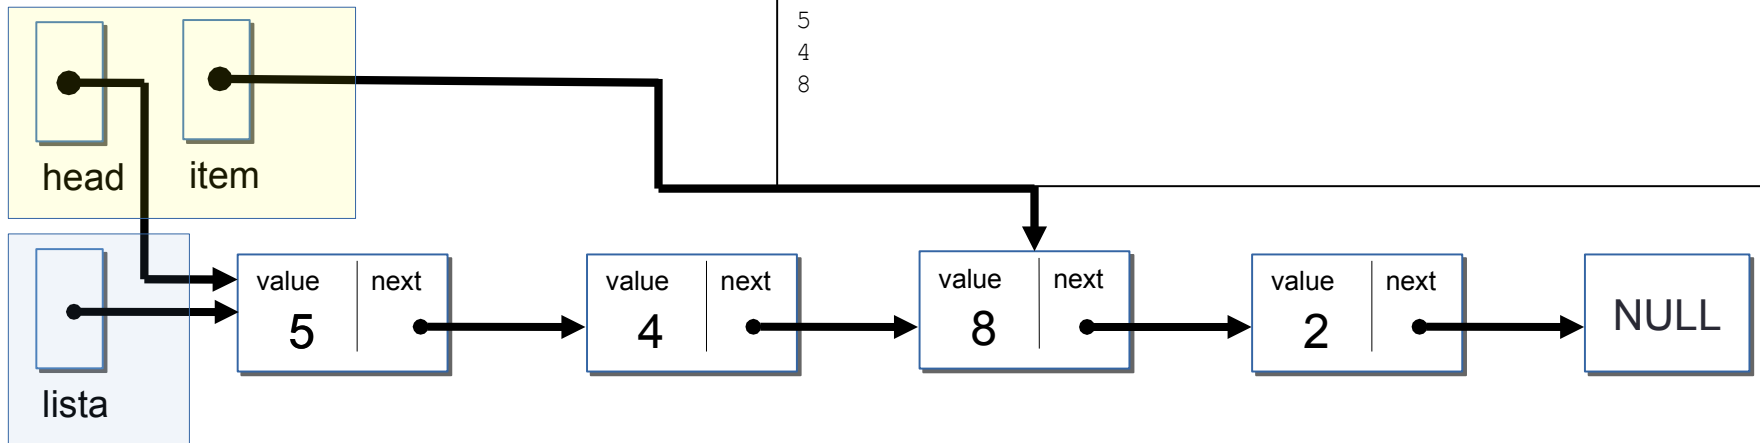 5
4
8
head item
value next value next value next value next
5 4 8 2 NULL
lista